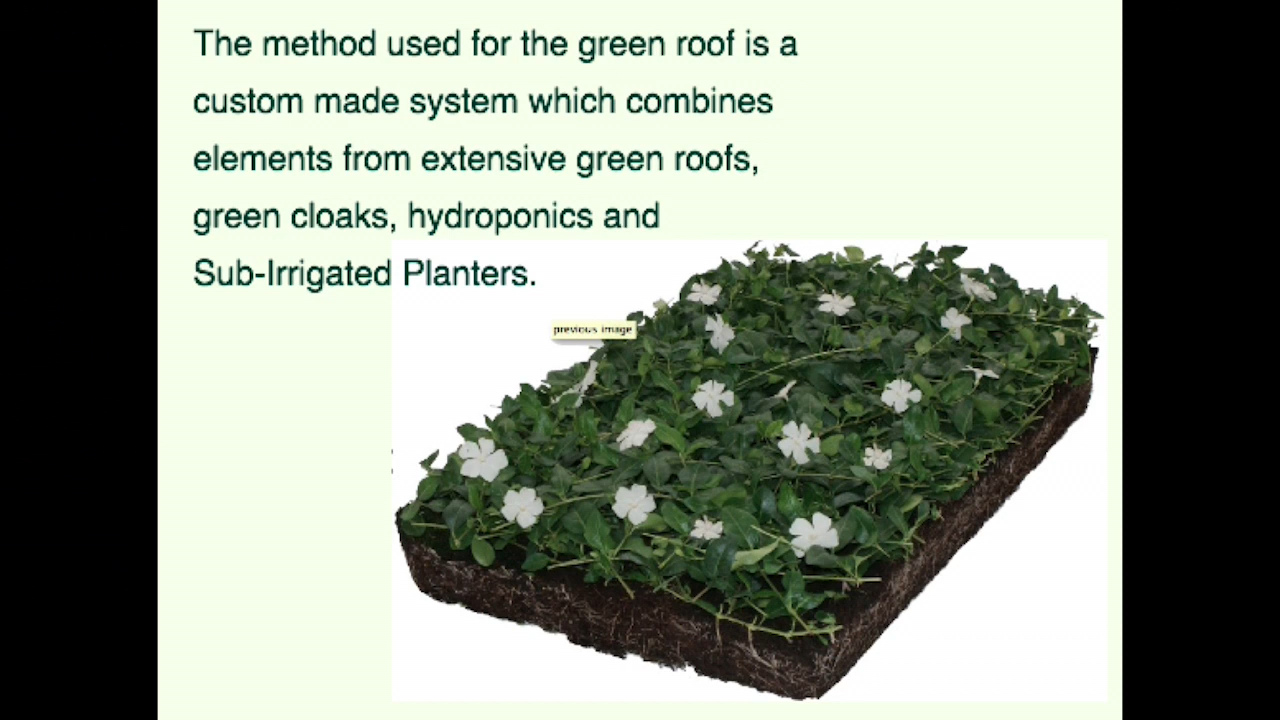 The method used for the green roof is a
custom made system which combines
elements from extensive green roofs,
green cloaks, hydroponics and
Sub-Irrigated Planters.
previous image